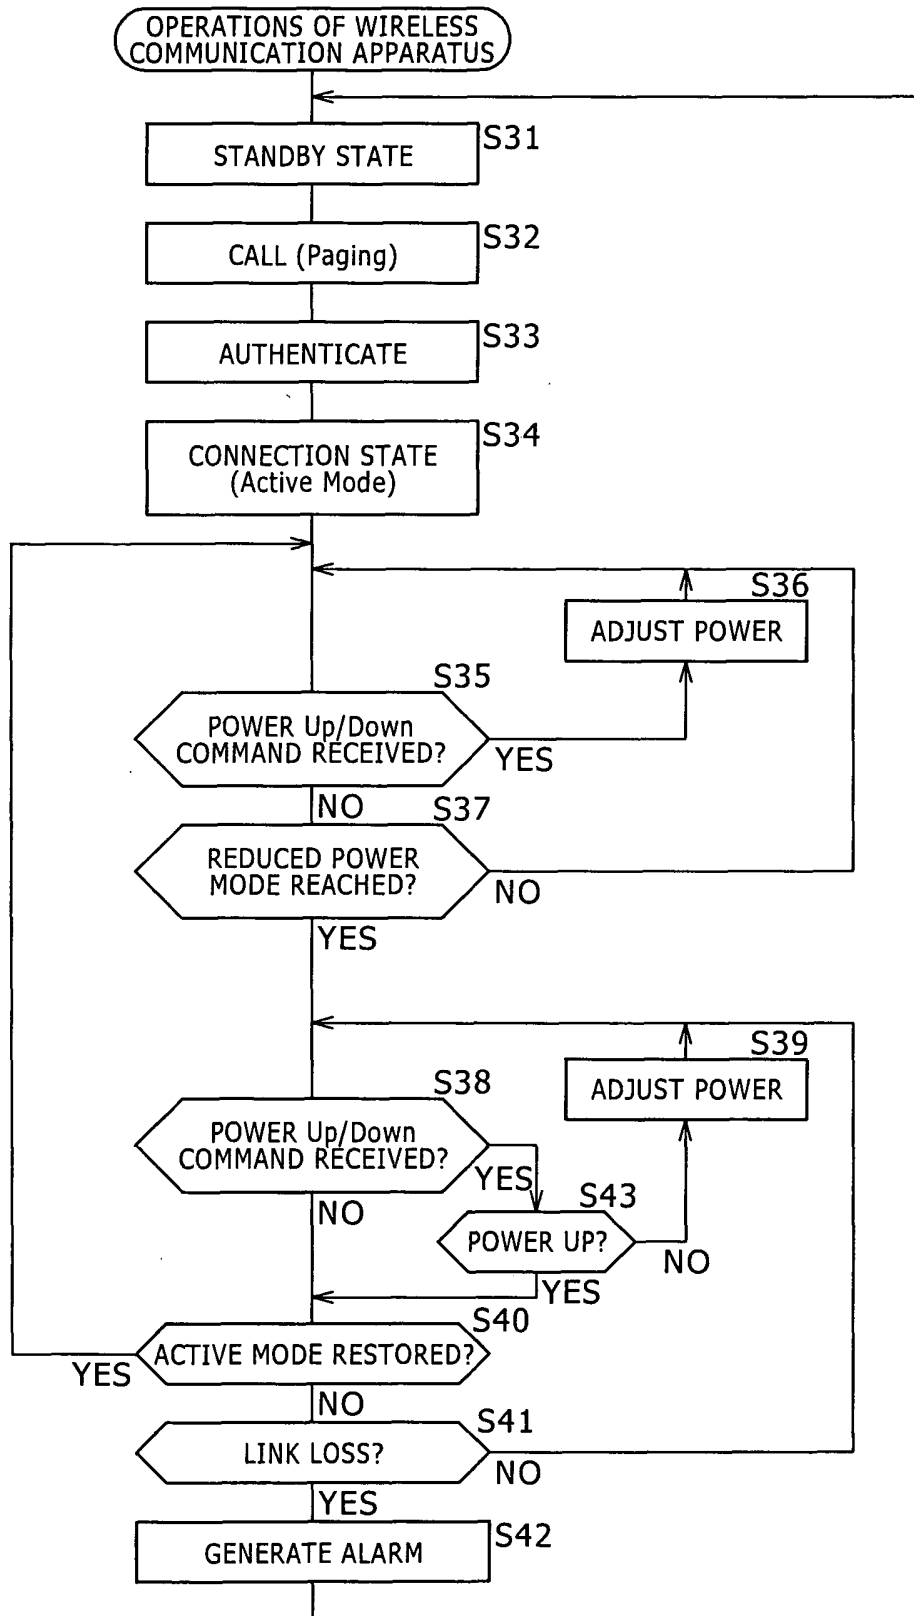 OPERATIONS OF WIRELESS
COMMUNICATION APPARATUS
S31
STANDBY STATE
S32
CALL (Paging)
S33
AUTHENTICATE
S34
CONNECTION STATE
(Active Mode)
S36
ADJUST POWER
S35
POWER Up/Down
COMMAND RECEIVED?
YES
NO
S37
REDUCED POWER
MODE REACHED?
NO
YES
S39
ADJUST POWER
S38
POWER Up/Down
COMMAND RECEIVED?
YES
NO
S43
POWER UP?
NO
YES
S40
ACTIVE MODE RESTORED?
YES
NO
S41
LINK LOSS?
NO
YES
S42
GENERATE ALARM